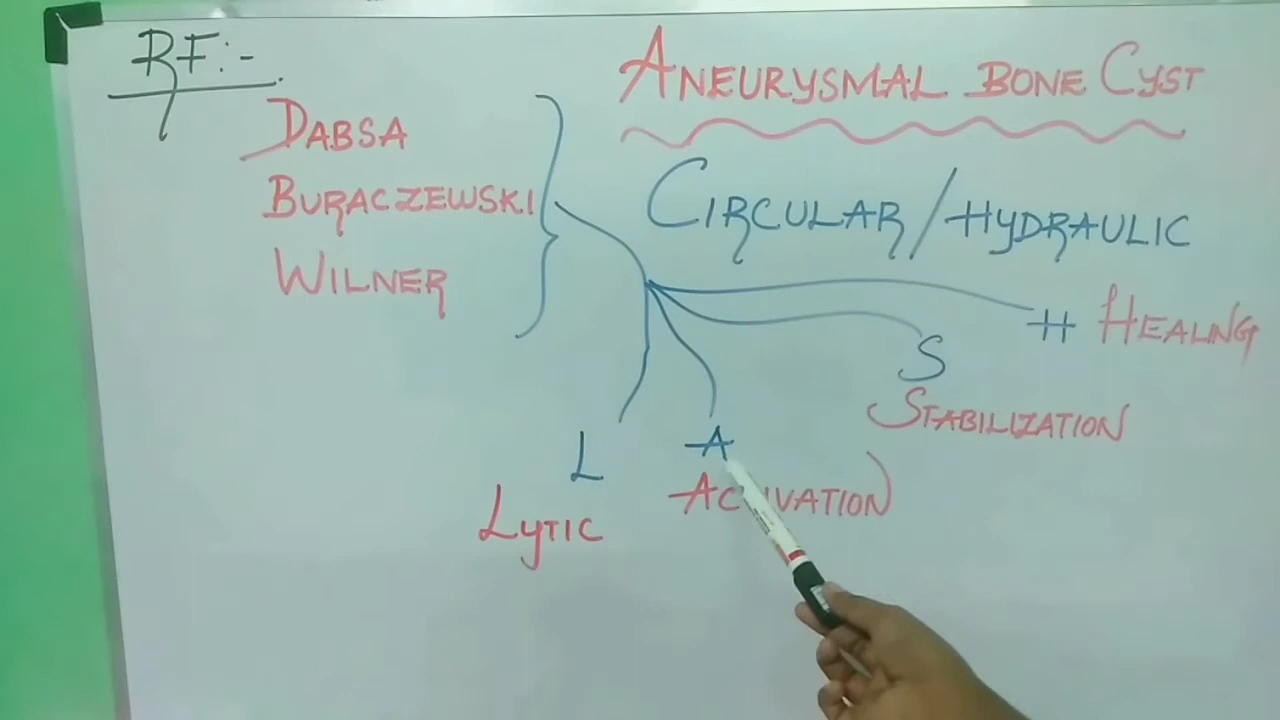 RF:-
ANEURYSMAL BONE CYST
DABSA
BURACZEWSKI
WILNER
CIRCULAR/HYDRAULIC
H HEALING
S
STABILIZATION
L A
LYTIC ACTIVATION